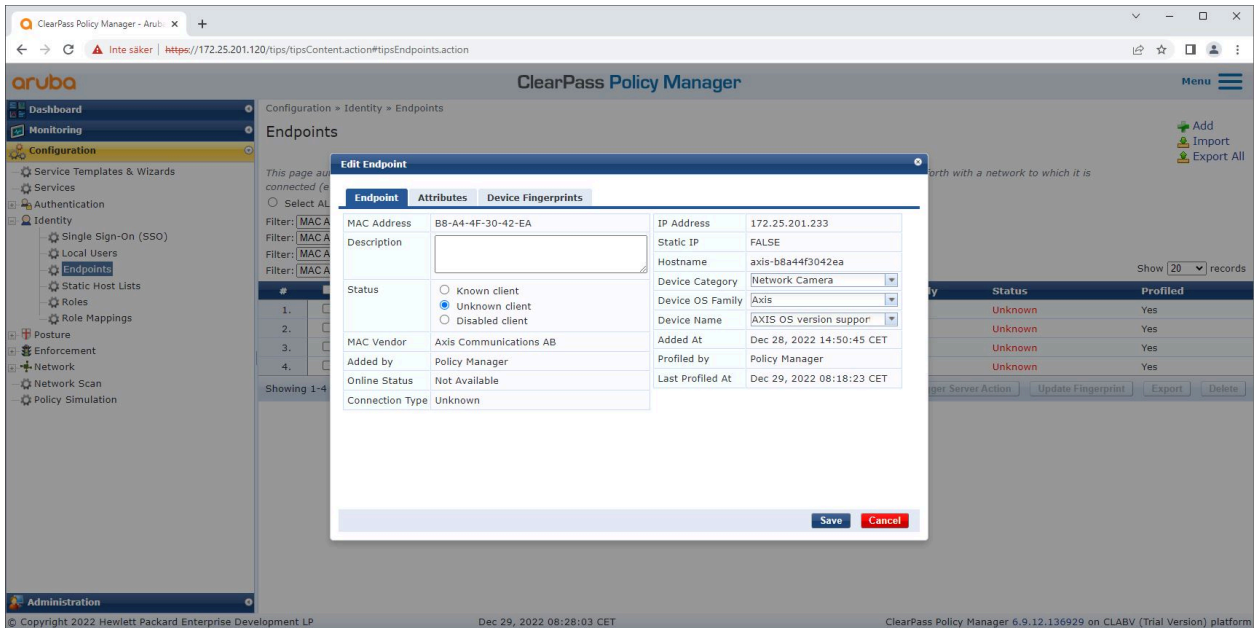 ClearPass Policy Manager - Arub
Inte säker | https://172.25.201.120/tips/tipsContent.action#tipsEndpoints.action
aruba
ClearPass Policy Manager
Menu
Dashboard
Monitoring
Configuration
Service Templates & Wizards
Services
Authentication
Identity
Single Sign-On (SSO)
Local Users
Endpoints
Static Host Lists
Roles
Role Mappings
Posture
Enforcement
Network
Network Scan
Policy Simulation
Administration
Configuration » Identity » Endpoints
Endpoints
Add
Import
Export All
This page au
forth with a network to which it is
connected (e
Select AL
Filter: MAC A
Filter: MAC A
Filter: MAC A
Filter: MAC A
Show 20 records
# y Status Profiled
1. Unknown Yes
2. Unknown Yes
3. Unknown Yes
4. Unknown Yes
Showing 1-4
ger Server Action Update Fingerprint Export Delete
Edit Endpoint
Endpoint Attributes Device Fingerprints
MAC Address B8-A4-4F-30-42-EA
Description
Status
Known client
Unknown client
Disabled client
MAC Vendor Axis Communications AB
Added by Policy Manager
Online Status Not Available
Connection Type Unknown
IP Address 172.25.201.233
Static IP FALSE
Hostname axis-b8a44f3042ea
Device Category Network Camera
Device OS Family Axis
Device Name AXIS OS version suppor
Added At Dec 28, 2022 14:50:45 CET
Profiled by Policy Manager
Last Profiled At Dec 29, 2022 08:18:23 CET
Save Cancel
© Copyright 2022 Hewlett Packard Enterprise Development LP
Dec 29, 2022 08:28:03 CET
ClearPass Policy Manager 6.9.12.136929 on CLABV (Trial Version) platform